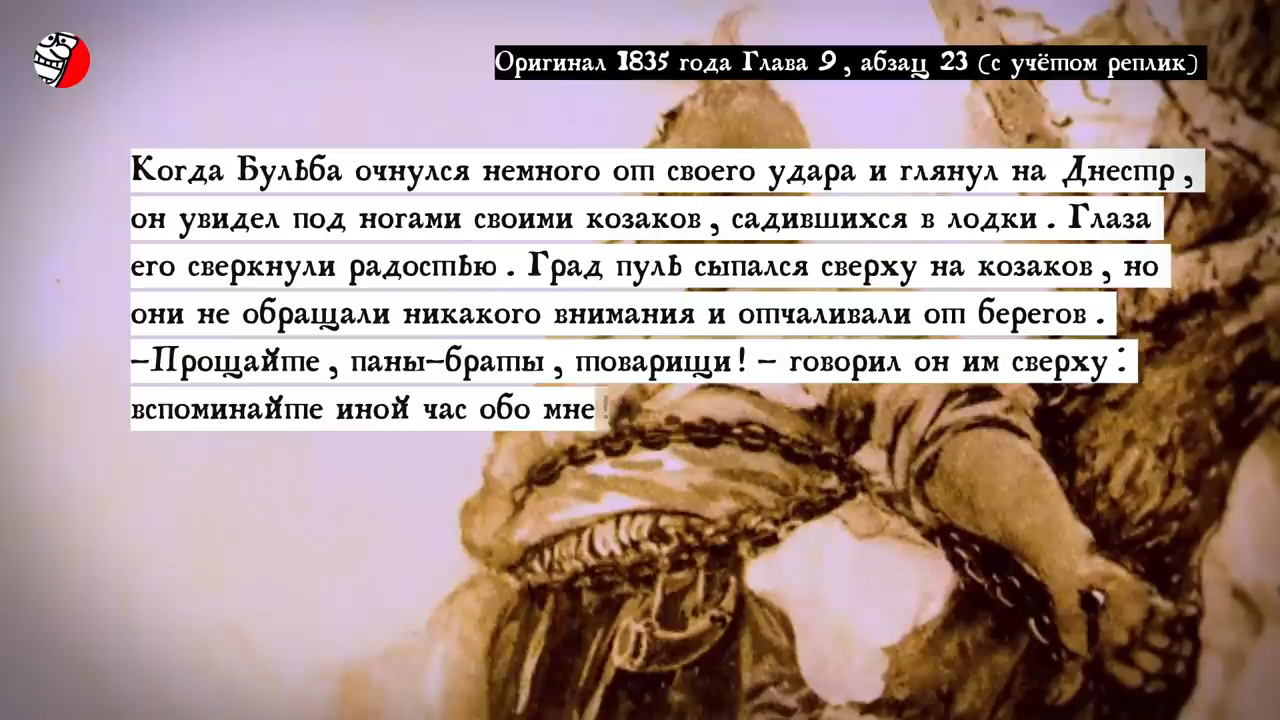 Оригинал 1835 года Глава 9 , абзац 23 (с учётом реплик)
Когда Бульба очнулся немного от своего удара и глянул на Днестр ,
он увидел под ногами своими козаков , садившихся в лодки . Глаза
его сверкнули радостью . Град пуль сыпался сверху на козаков , но
они не обращали никакого внимания и отчаливали от берегов .
–Прощайте , паны–браты , товарищи! – говорил он им сверху :
вспоминайте иной час обо мне!